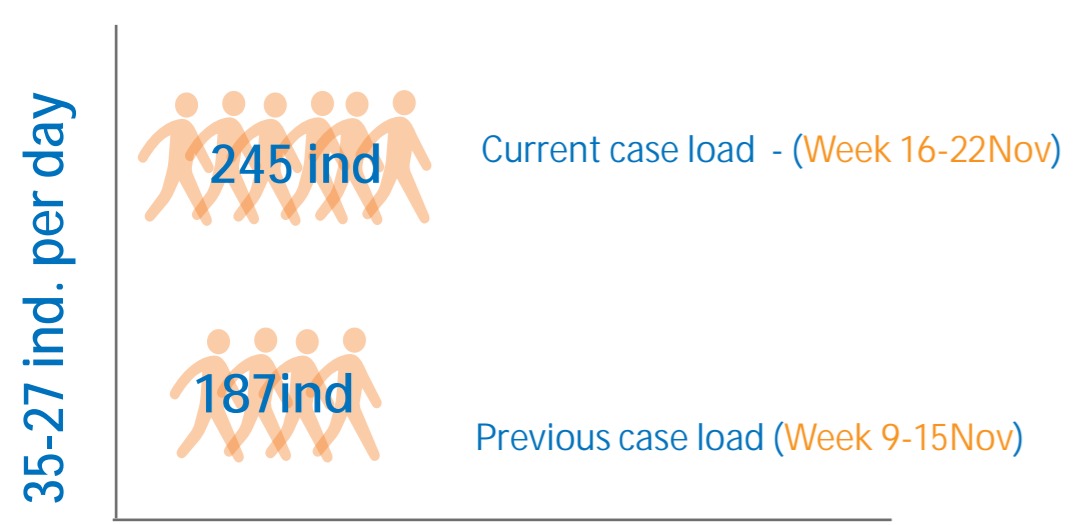 35-27 ind. per day
245 ind
Current case load - (Week 16-22Nov)
187ind
Previous case load (Week 9-15Nov)